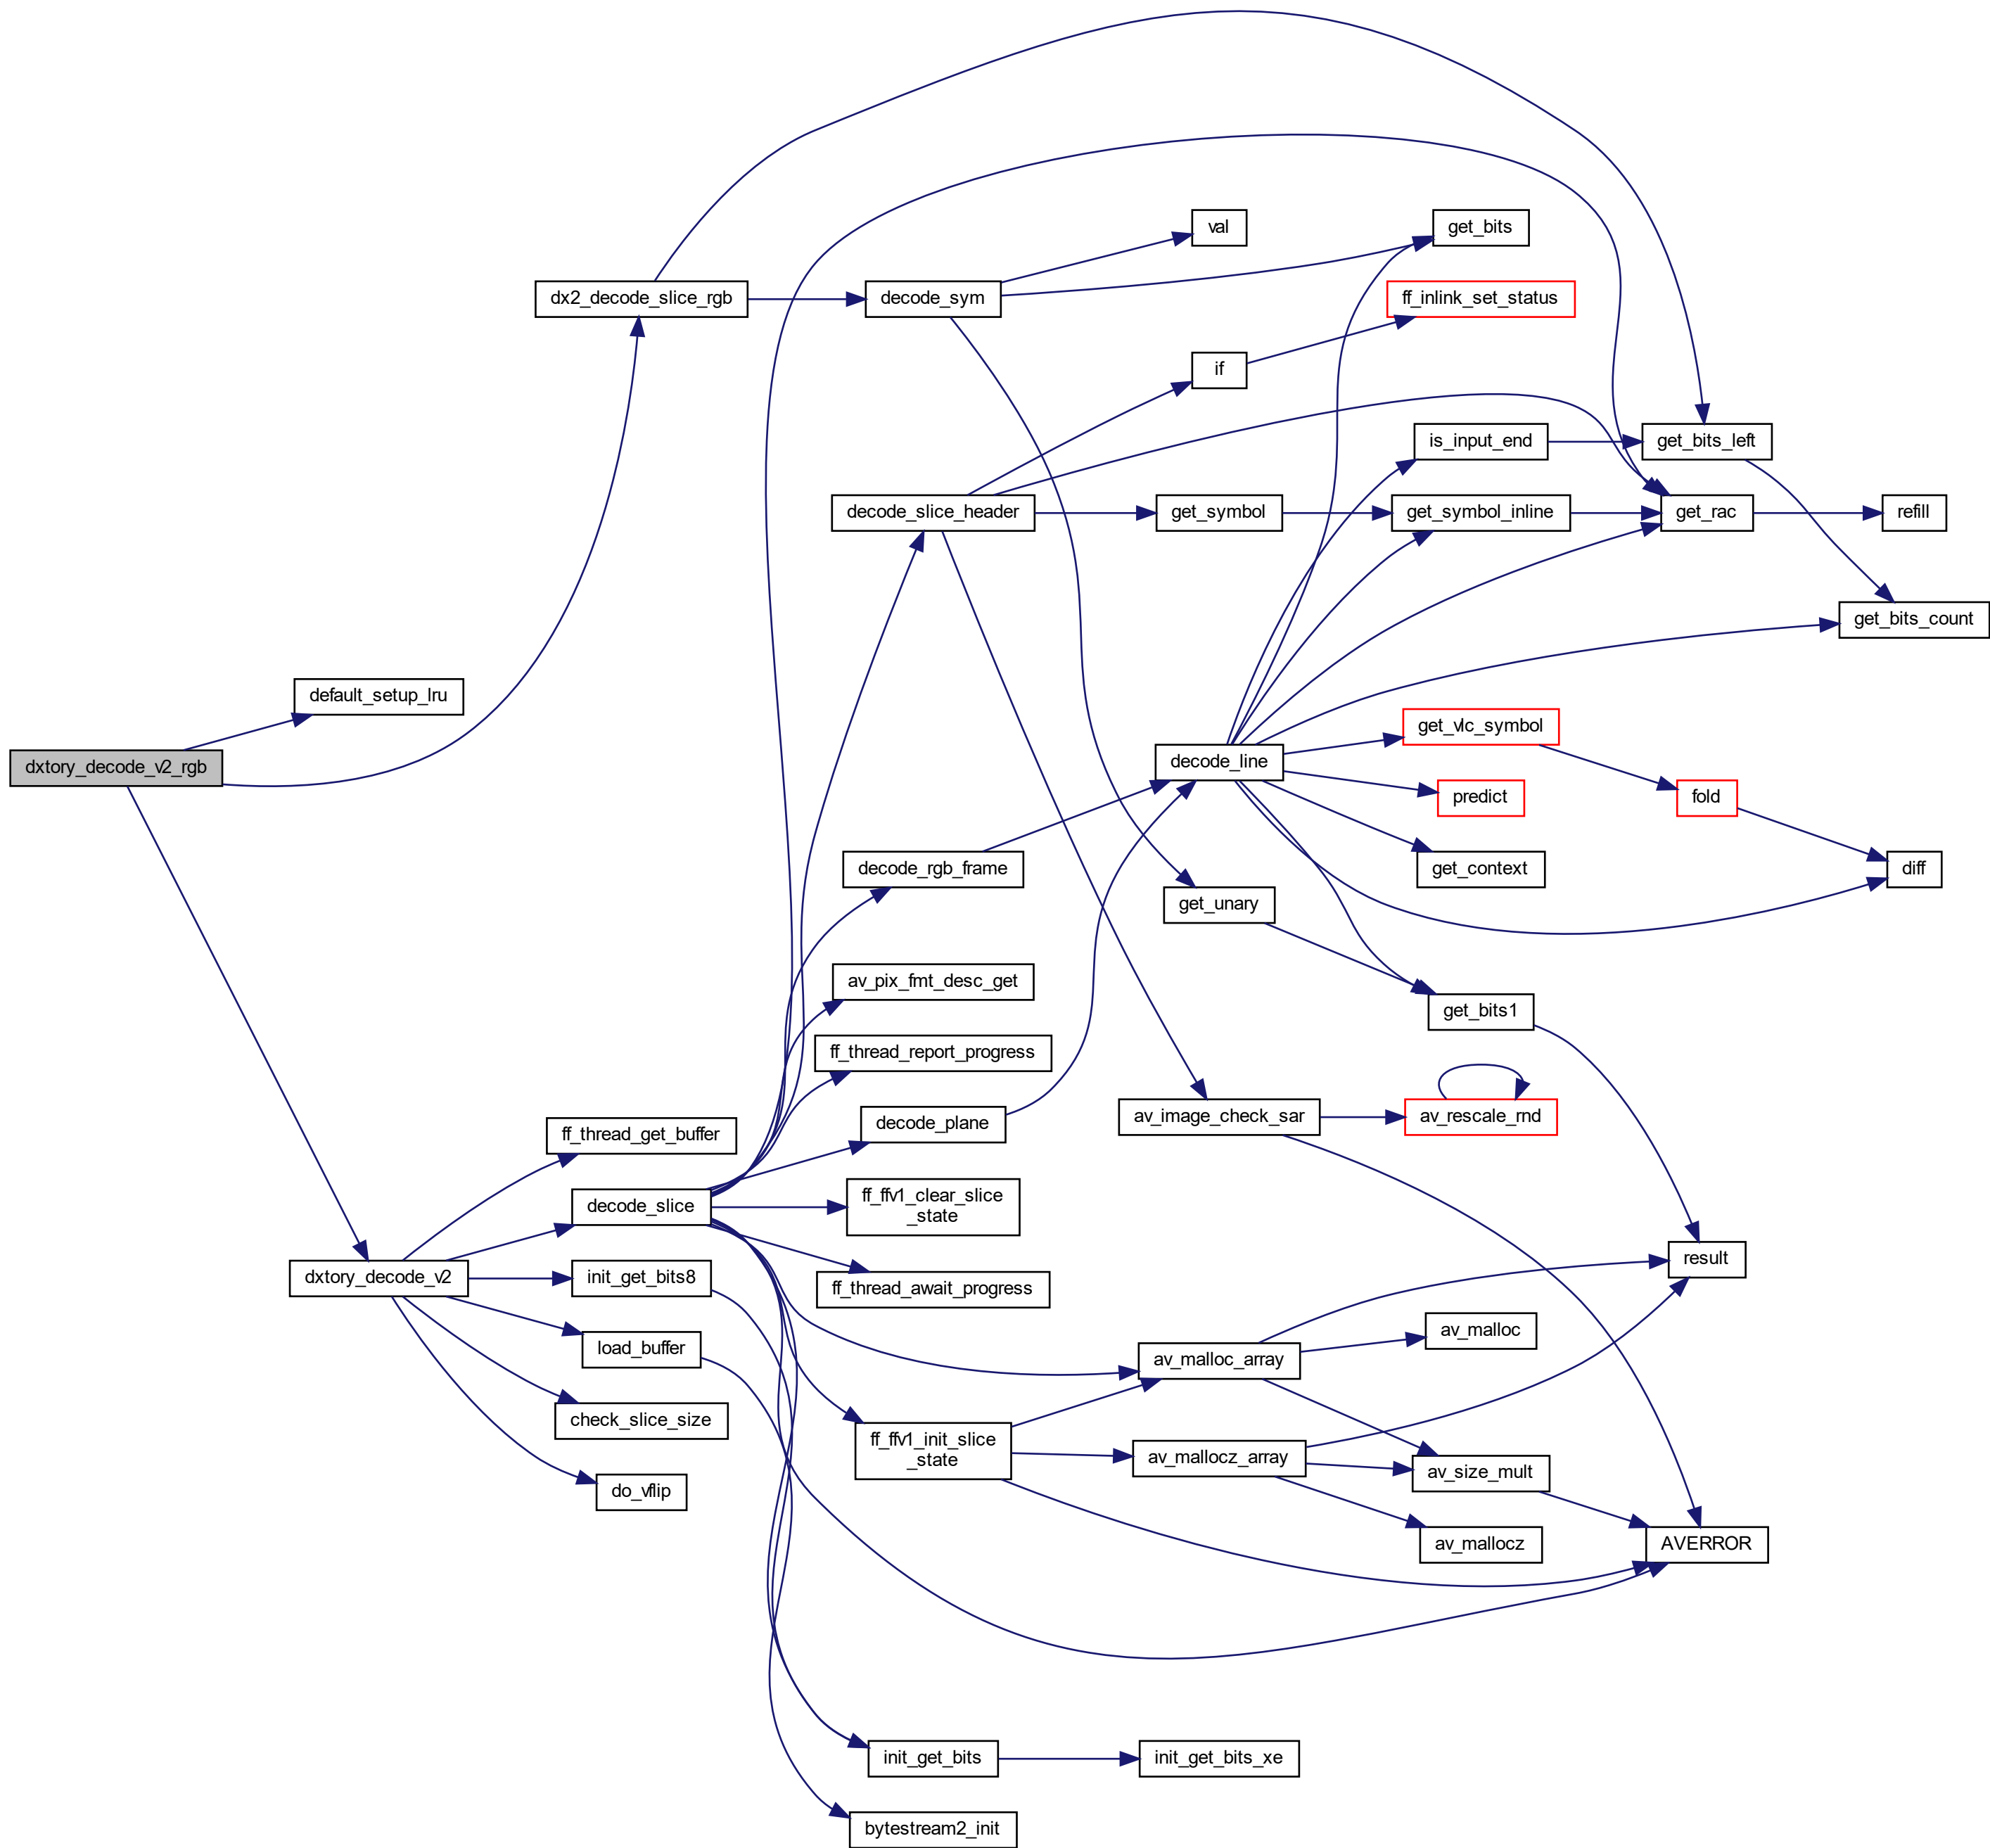 dxtory_decode_v2_rgb
default_setup_lru
dx2_decode_slice_rgb
dxtory_decode_v2
ff_thread_get_buffer
decode_slice
init_get_bits8
load_buffer
check_slice_size
do_vflip
decode_sym
decode_slice_header
decode_rgb_frame
av_pix_fmt_desc_get
ff_thread_report_progress
decode_plane
ff_ffv1_clear_slice
_state
ff_thread_await_progress
ff_ffv1_init_slice
_state
init_get_bits
bytestream2_init
val
if
get_symbol
decode_line
get_unary
av_image_check_sar
av_malloc_array
av_mallocz_array
init_get_bits_xe
get_bits
ff_inlink_set_status
is_input_end
get_symbol_inline
get_vlc_symbol
predict
get_context
get_bits1
av_rescale_rnd
av_malloc
av_size_mult
av_mallocz
get_bits_left
get_rac
fold
result
AVERROR
refill
get_bits_count
diff